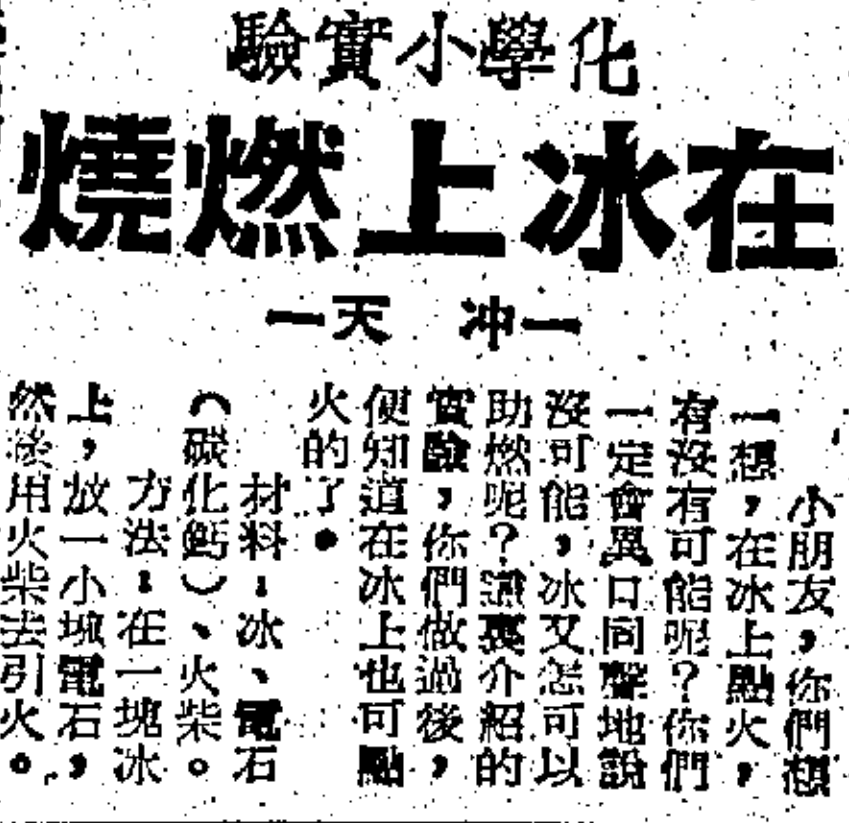 化學小實驗
在冰上燃燒
一冲天一
小朋友,你們想
一想,在冰上點火,
有沒有可能呢?你們
一定會異口同聲地說
沒可能,冰又怎可以
助燃呢?這裏介紹的
實驗,你們做過後,
便知道在冰上也可點
火的了。
材料:冰、電石
(碳化鈣)、火柴。
方法:在一塊冰
上,放一小塊電石,
然後用火柴去引火。